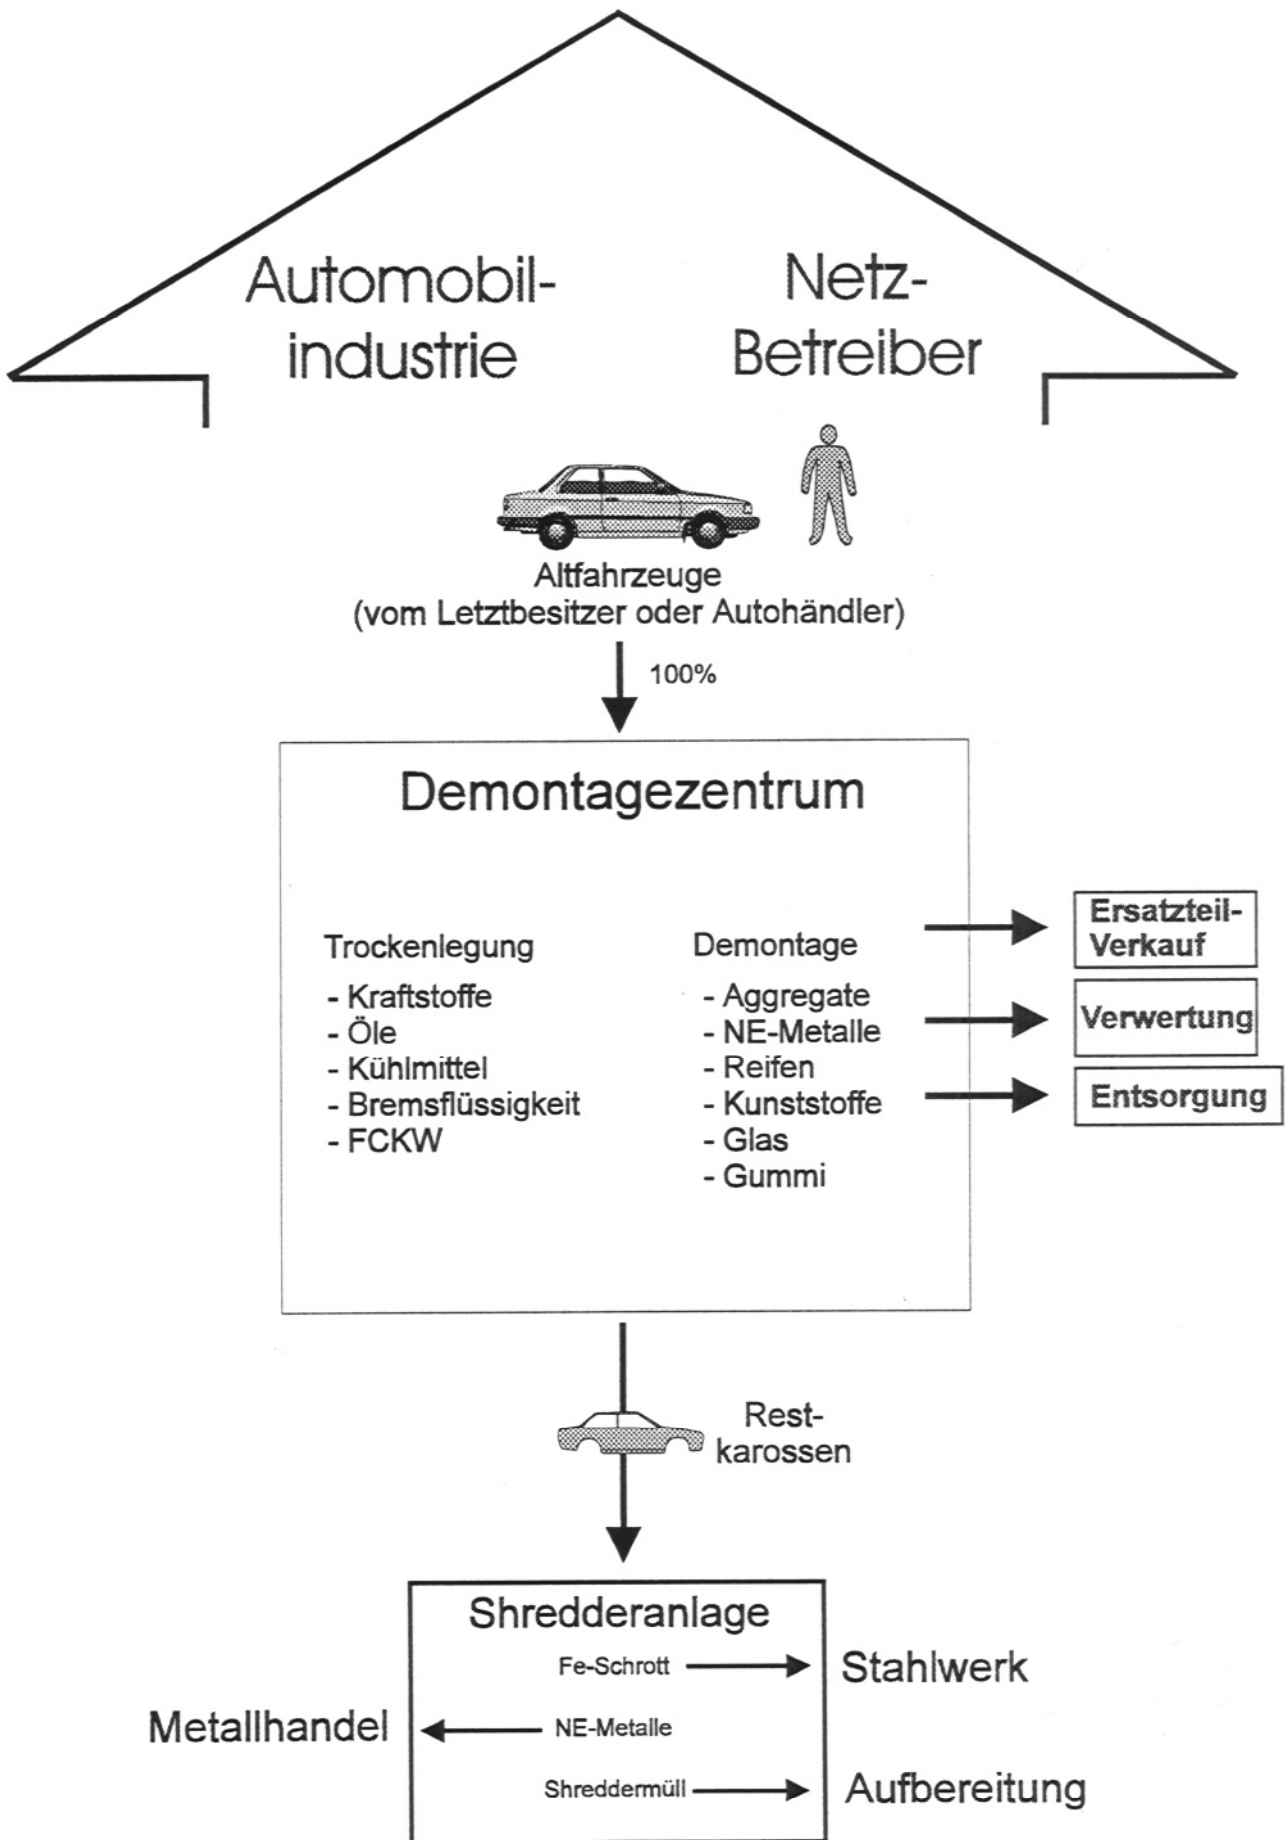 Automobil-
industrie
Netz-
Betreiber
Altfahrzeuge
(vom Letztbesitzer oder Autohändler)
100%
Demontagezentrum
Trockenlegung
- Kraftstoffe
- Öle
- Kühlmittel
- Bremsflüssigkeit
- FCKW
Demontage
- Aggregate
- NE-Metalle
- Reifen
- Kunststoffe
- Glas
- Gummi
Ersatzteil-
Verkauf
Verwertung
Entsorgung
Rest-
karossen
Shredderanlage
Fe-Schrott
Stahlwerk
Metallhandel
NE-Metalle
Shreddermüll
Aufbereitung